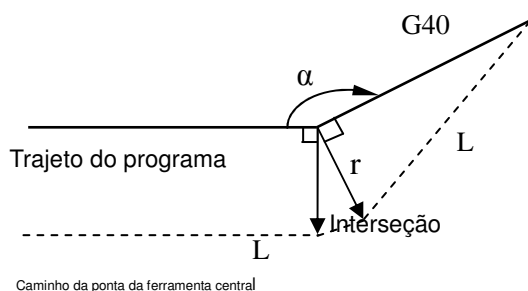 G40
α
Trajeto do programa
L
r
Interseção
L
Caminho da ponta da ferramenta central